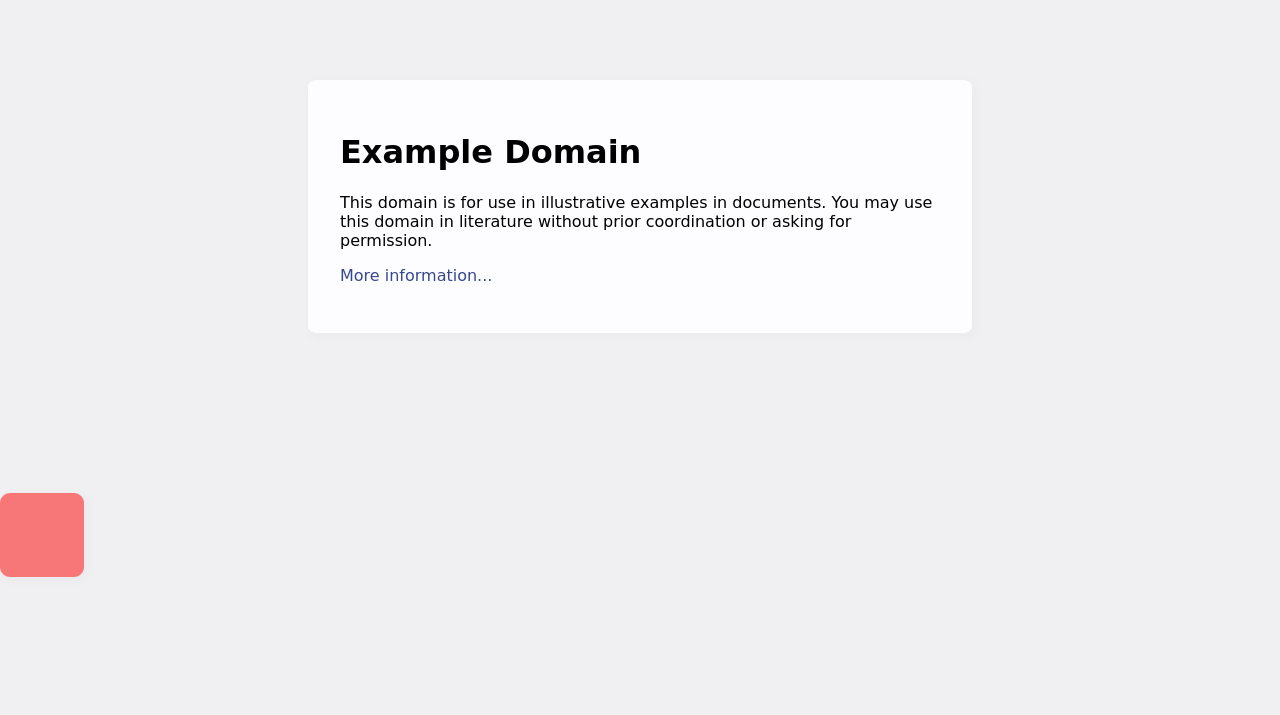 Example Domain
This domain is for use in illustrative examples in documents. You may use
this domain in literature without prior coordination or asking for
permission.
More information...